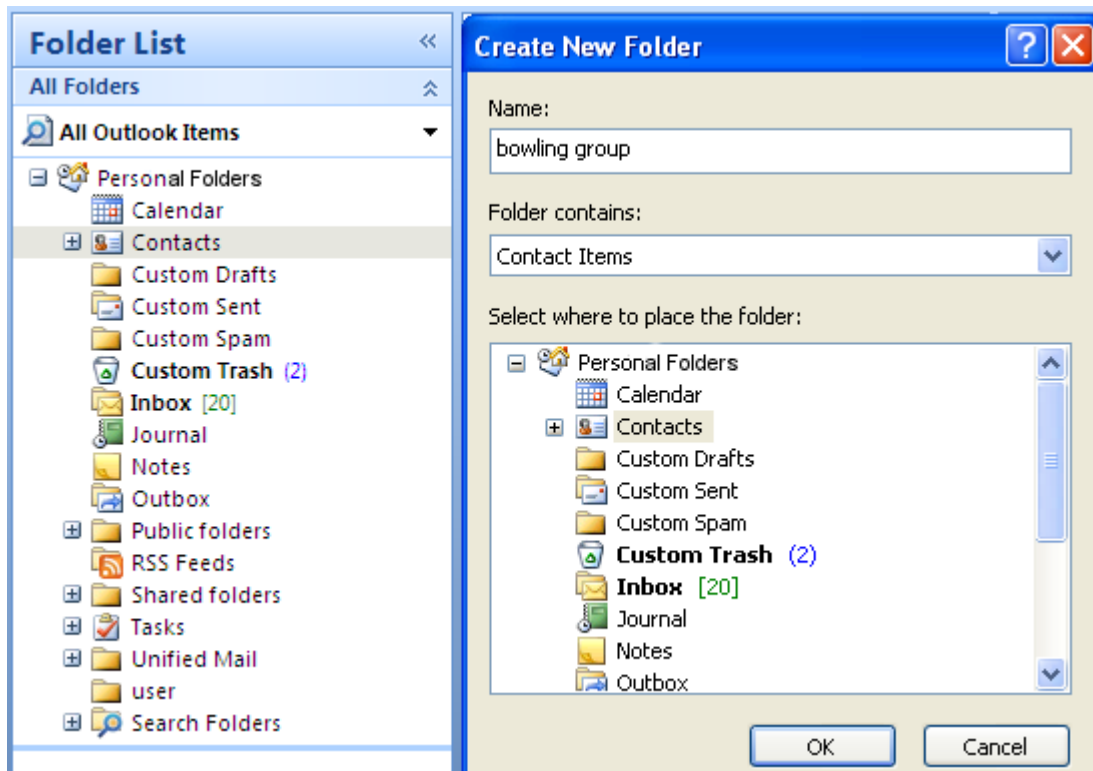 Folder List
All Folders
All Outlook Items
Personal Folders
Calendar
Contacts
Custom Drafts
Custom Sent
Custom Spam
Custom Trash (2)
Inbox [20]
Journal
Notes
Outbox
Public folders
RSS Feeds
Shared folders
Tasks
Unified Mail
user
Search Folders
Create New Folder
Name:
bowling group
Folder contains:
Contact Items
Select where to place the folder:
Personal Folders
Calendar
Contacts
Custom Drafts
Custom Sent
Custom Spam
Custom Trash (2)
Inbox [20]
Journal
Notes
Outbox
OK Cancel